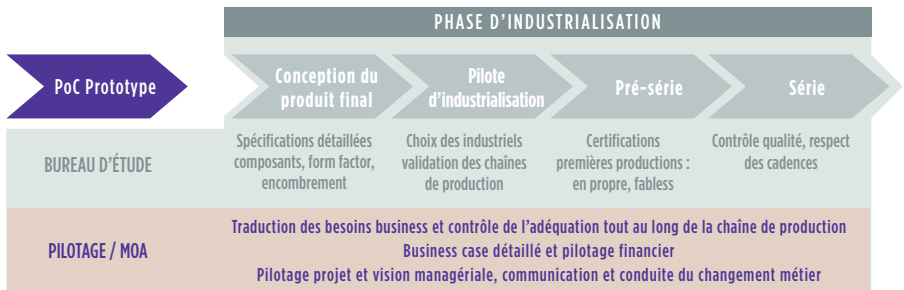 PHASE D'INDUSTRIALISATION
PoC Prototype
Conception du
produit final
Pilote
d'industrialisation
Pré-série
Série
BUREAU D'ÉTUDE
Spécifications détaillées
composants, form factor,
encombrement
Choix des industriels
validation des chaînes
de production
Certifications
premières productions :
en propre, fabless
Contrôle qualité, respect
des cadences
PILOTAGE / MOA
Traduction des besoins business et contrôle de l'adéquation tout au long de la chaîne de production
Business case détaillé et pilotage financier
Pilotage projet et vision managériale, communication et conduite du changement métier